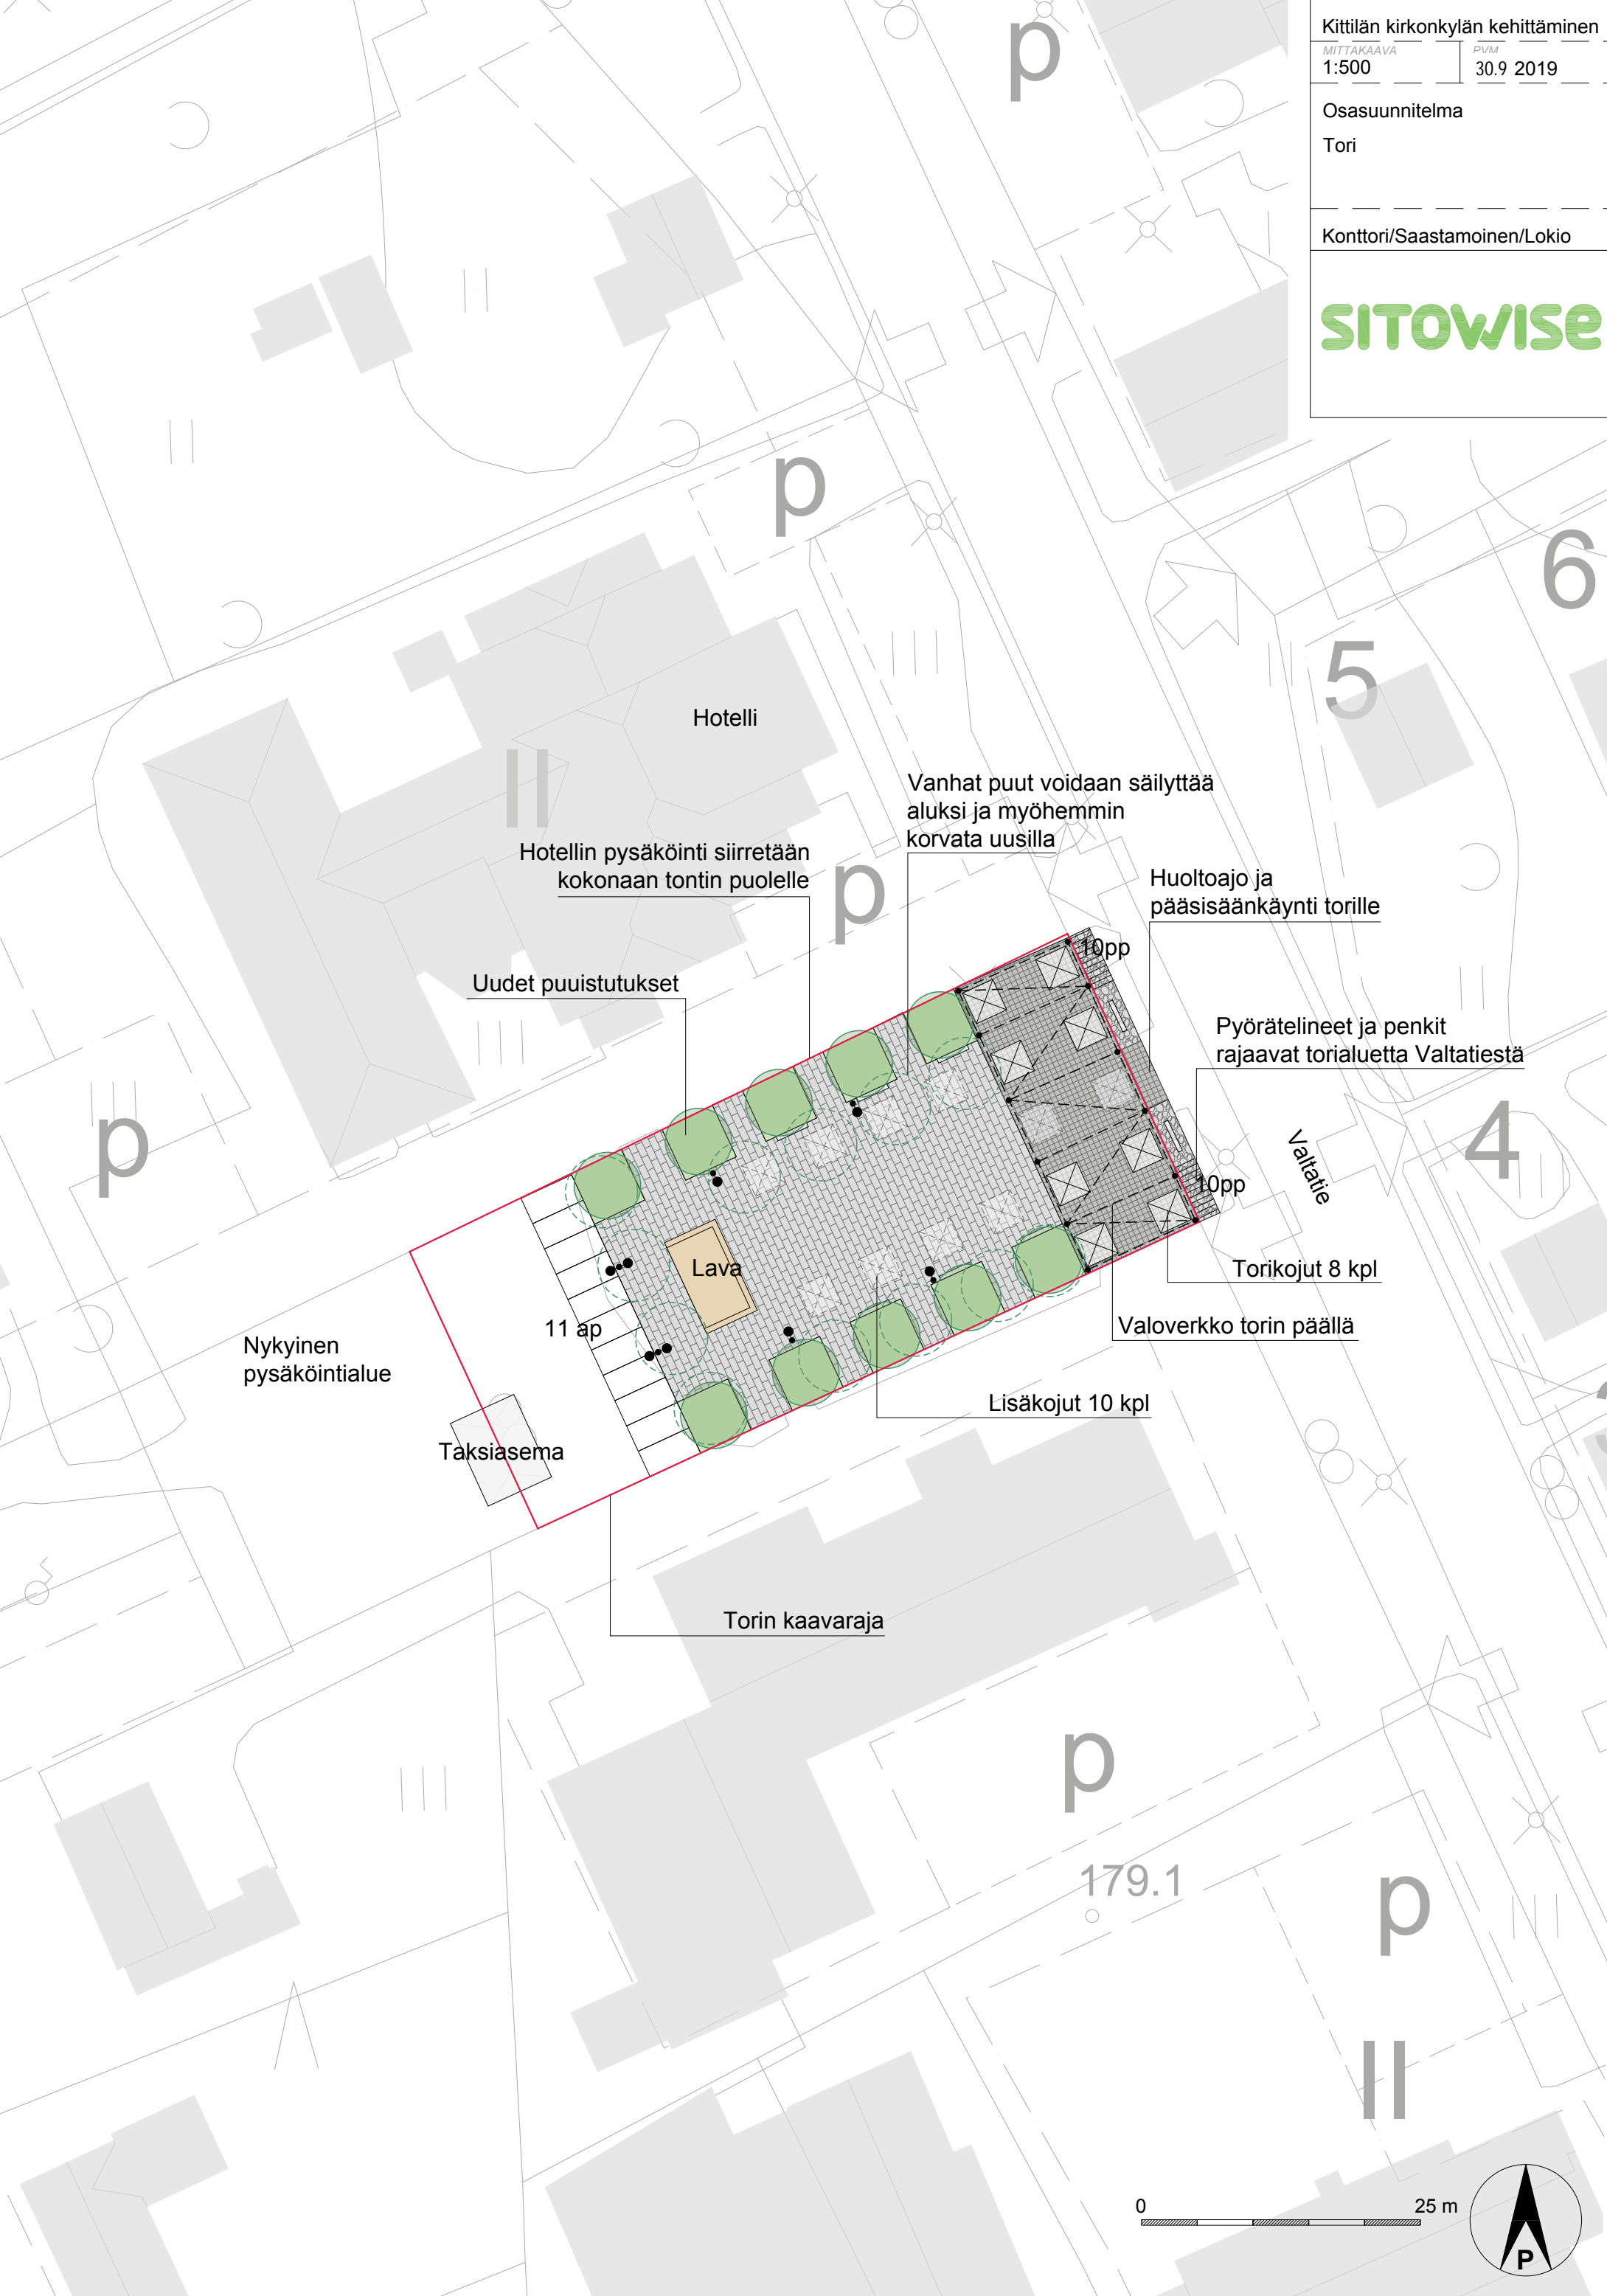 Kittilän kirkonkylän kehittäminen
MITTAKAAVA
PVM
1:500
30.9 2019
Osasuunnitelma
Tori
Konttori/Saastamoinen/Lokio
SITOWISE
p
p
6
5
Hotelli
II
Vanhat puut voidaan säilyttää
aluksi ja myöhemmin
korvata uusilla
Hotellin pysäköinti siirretään
kokonaan tontin puolelle
p
Huoltoajo ja
pääsisäänkäynti torille
10pp
Uudet puuistutukset
Pyörätelineet ja penkit
rajaavat torialuetta Valtatiestä
p
4
Valtatie
10pp
Lava
Torikojut 8 kpl
11 ap
Valoverkko torin päällä
Nykyinen
pysäköintialue
Lisäkojut 10 kpl
Taksiasema
Torin kaavaraja
p
179.1
p
II
0
25 m
P